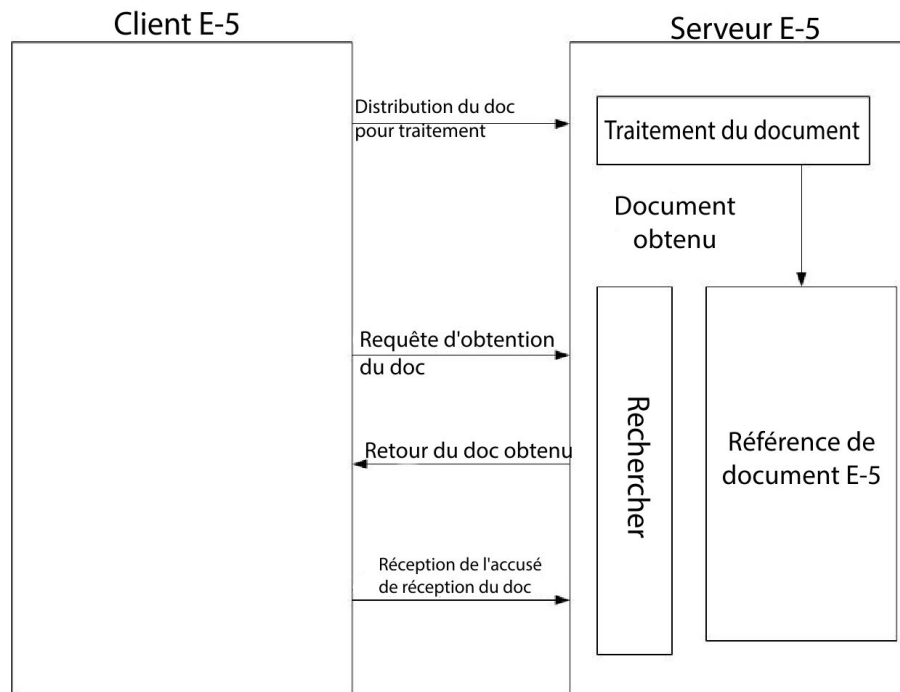 Client E-5
Serveur E-5
Distribution du doc
pour traitement
Traitement du document
Document
obtenu
Requête d'obtention
du doc
Rechercher
Référence de
document E-5
Retour du doc obtenu
Réception de l'accusé
de réception du doc